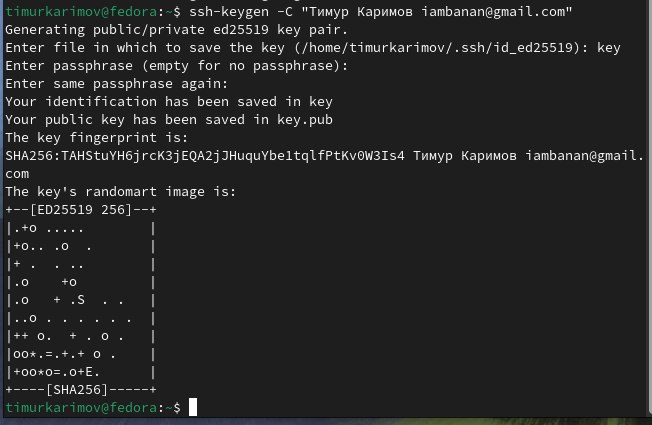 timurkarimov@fedora:~$ ssh-keygen -C "Тимур Каримов iambanan@gmail.com"
Generating public/private ed25519 key pair.
Enter file in which to save the key (/home/timurkarimov/.ssh/id_ed25519): key
Enter passphrase (empty for no passphrase):
Enter same passphrase again:
Your identification has been saved in key
Your public key has been saved in key.pub
The key fingerprint is:
SHA256:TAHStuYH6jrcK3jEQA2jJHuquYbe1tqlfPtKv0W3Is4 Тимур Каримов iambanan@gmail.
com
The key's randomart image is:
+--[ED25519 256]--+
|.+o .....        |
|+o.. .o  .       |
|+ .  . ..        |
|.o    +o         |
|.o   + .S  . .   |
|..o . . . . . .  |
|++ o.  + . o .   |
|oo*.=.+.+ o .    |
|+oo*o=.o+E.      |
+----[SHA256]-----+
timurkarimov@fedora:~$